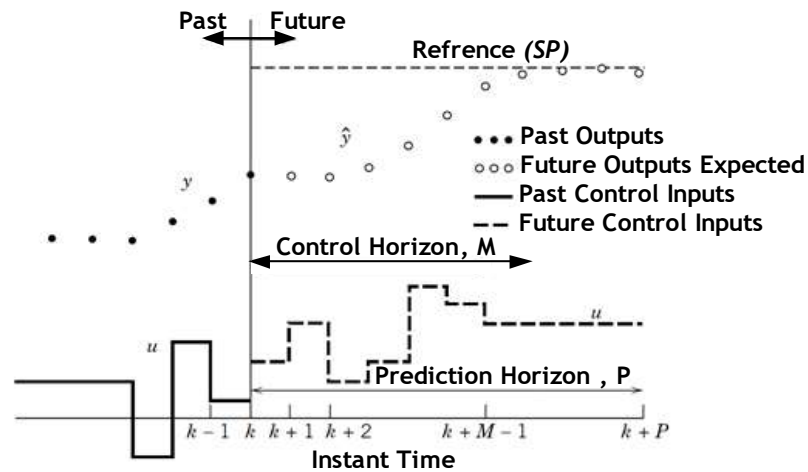 Past Future
Refrence (SP)
ŷ
Past Outputs
Future Outputs Expected
y
Past Control Inputs
Future Control Inputs
Control Horizon, M
u
u
Prediction Horizon , P
k − 1 k k + 1 k + 2 k + M − 1 k + P
Instant Time